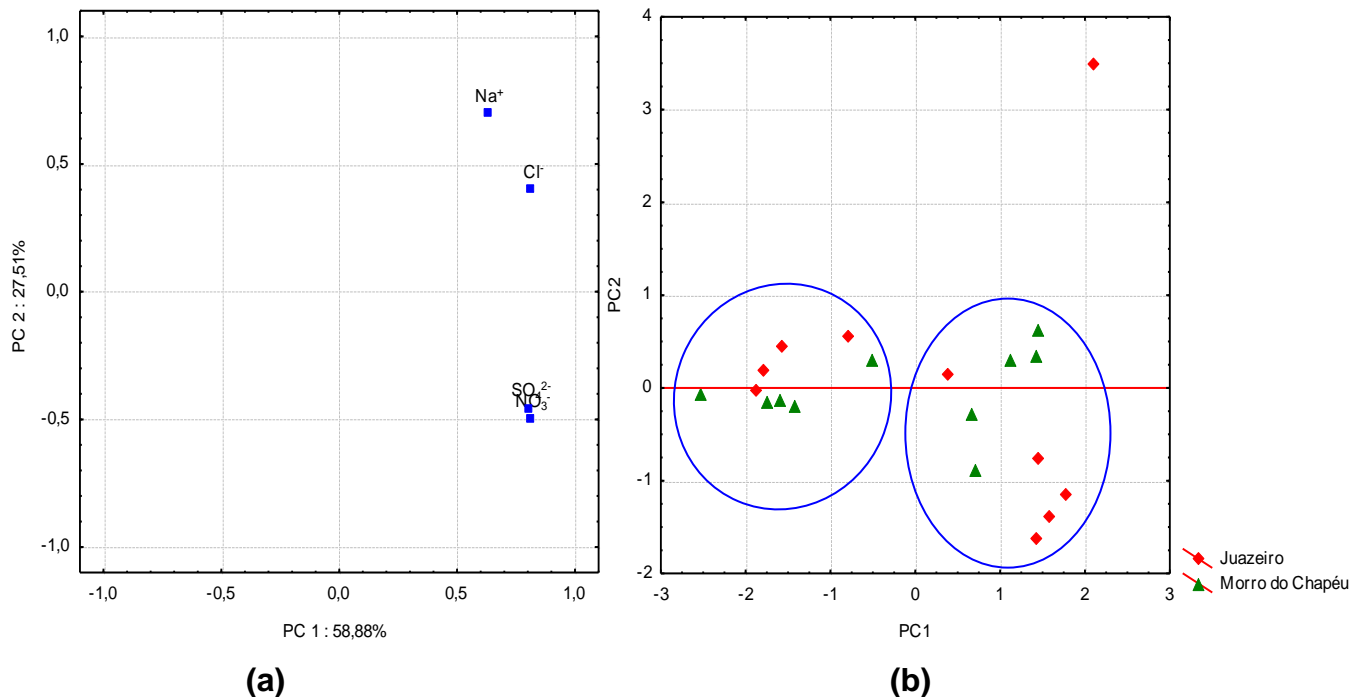 1,0
0,5
0,0
-0,5
-1,0
PC 2 : 27,51%
Na⁺
Cl⁻
SO₄²⁻
NO₃⁻
-1,0 -0,5 0,0 0,5 1,0
PC 1 : 58,88%
(a)
4
3
2
1
0
-1
-2
PC2
-3 -2 -1 0 1 2 3
PC1
Juazeiro
Morro do Chapéu
(b)